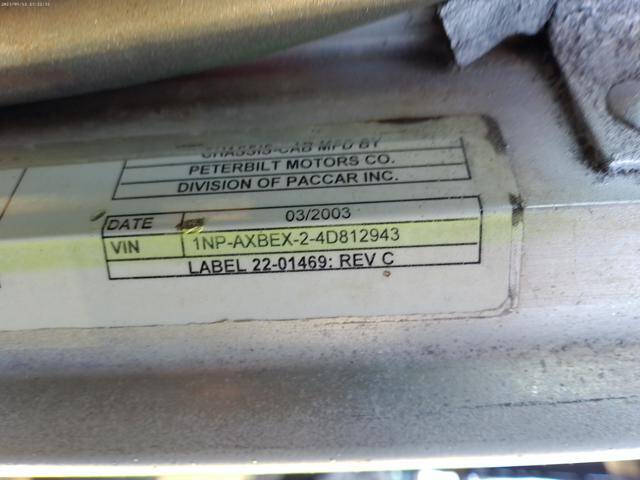 CHASSIS-CAB MFD BY
PETERBILT MOTORS CO.
DIVISION OF PACCAR INC.
DATE 03/2003
VIN 1NP-AXBEX-2-4D812943
LABEL 22-01469: REV C